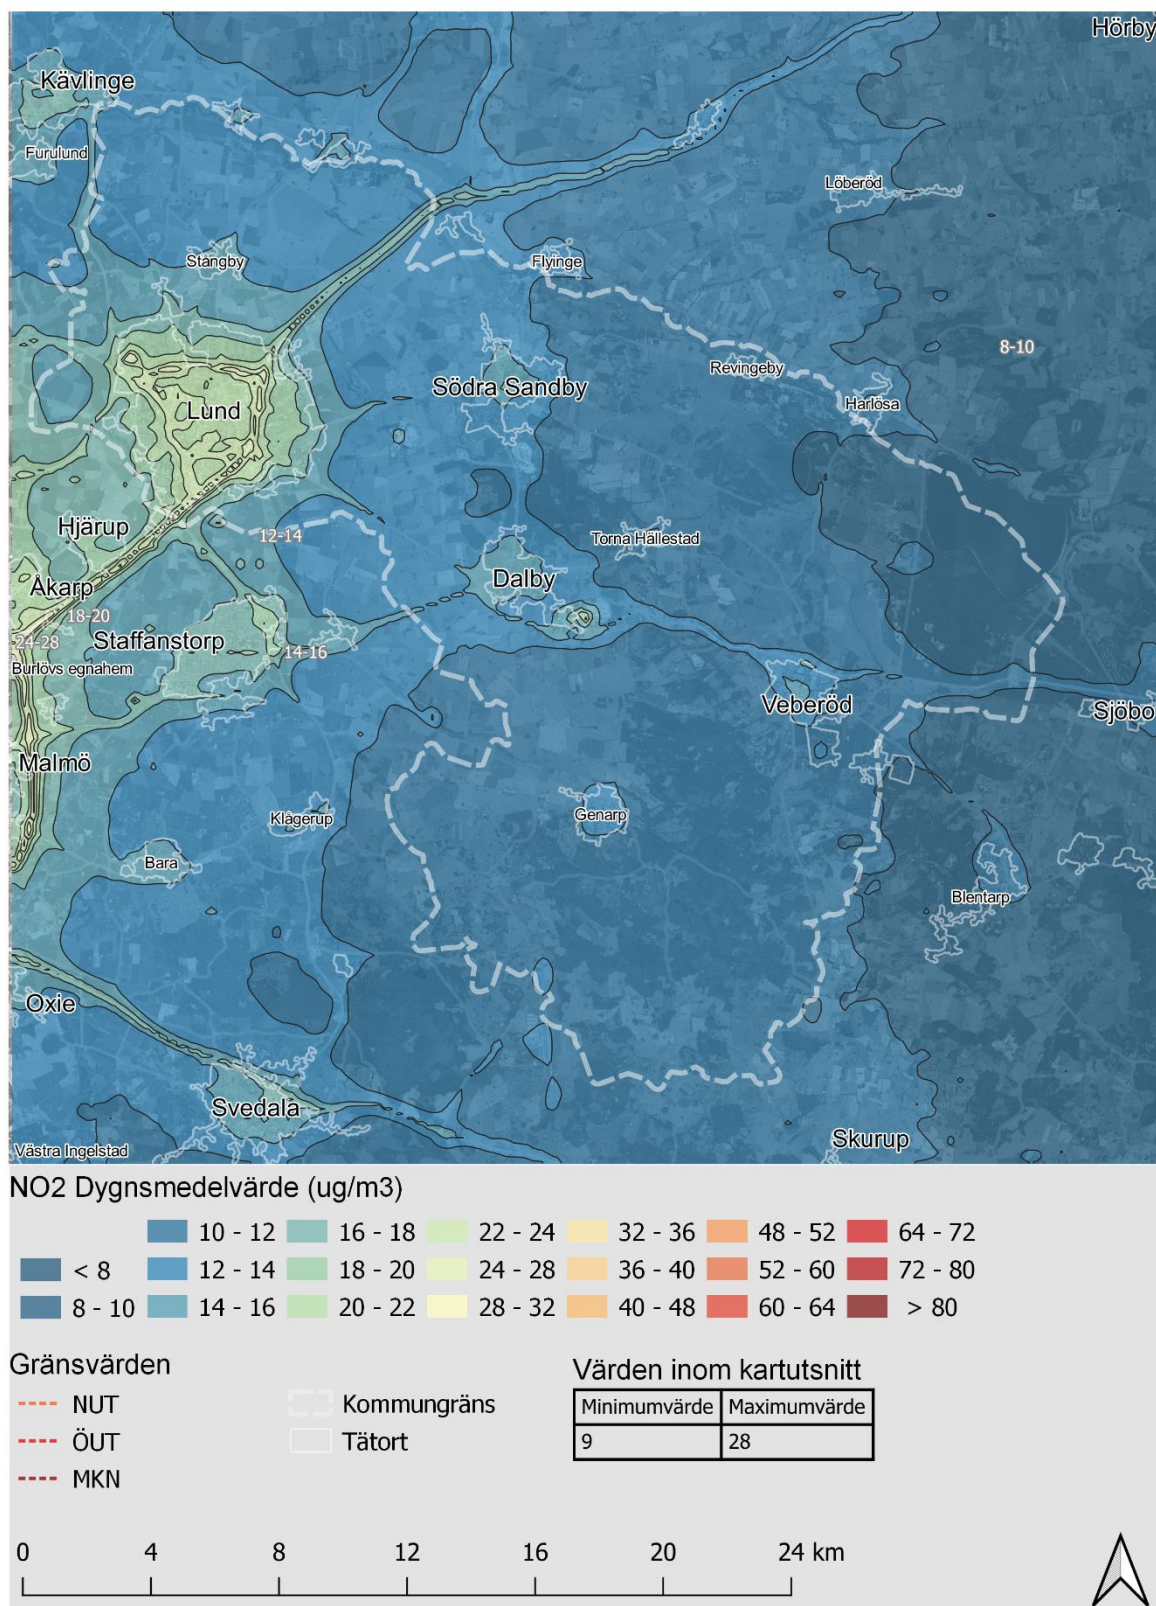 Hörby
Kävlinge
Furulund
Löberöd
Stångby
Flyinge
8-10
Revingeby
Södra Sandby
Harlösa
Lund
Hjärup
12-14
Torna Hällestad
Åkarp
Dalby
18-20
24-28
Staffanstorp
14-16
Burlövs egnahem
Veberöd
Sjöbo
Malmö
Klågerup
Genarp
Bara
Blentarp
Oxie
Svedala
Västra Ingelstad
Skurup
NO2 Dygnsmedelvärde (ug/m3)
10 - 12 16 - 18 22 - 24 32 - 36 48 - 52 64 - 72
< 8 12 - 14 18 - 20 24 - 28 36 - 40 52 - 60 72 - 80
8 - 10 14 - 16 20 - 22 28 - 32 40 - 48 60 - 64 > 80
Gränsvärden
NUT
ÖUT
MKN
Kommungräns
Tätort
Värden inom kartutsnitt
Minimumvärde Maximumvärde
9 28
0 4 8 12 16 20 24 km